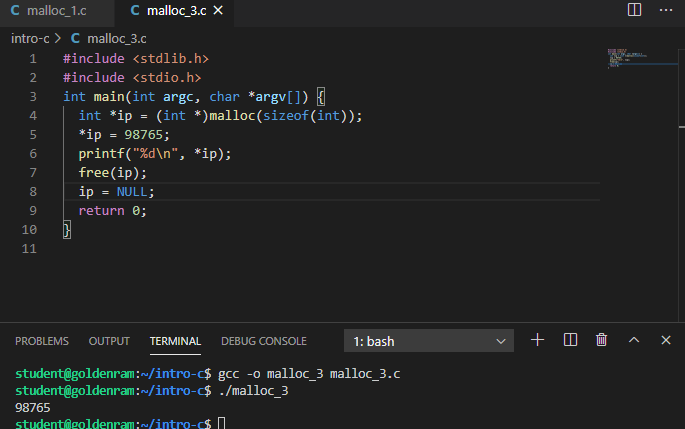 C malloc_1.c C malloc_3.c
intro-c > C malloc_3.c
1 #include <stdlib.h>
2 #include <stdio.h>
3 int main(int argc, char *argv[]) {
4   int *ip = (int *)malloc(sizeof(int));
5   *ip = 98765;
6   printf("%d\n", *ip);
7   free(ip);
8   ip = NULL;
9   return 0;
10 }
11
PROBLEMS OUTPUT TERMINAL DEBUG CONSOLE 1: bash
student@goldenram:~/intro-c$ gcc -o malloc_3 malloc_3.c
student@goldenram:~/intro-c$ ./malloc_3
98765
student@goldenram:~/intro-c$